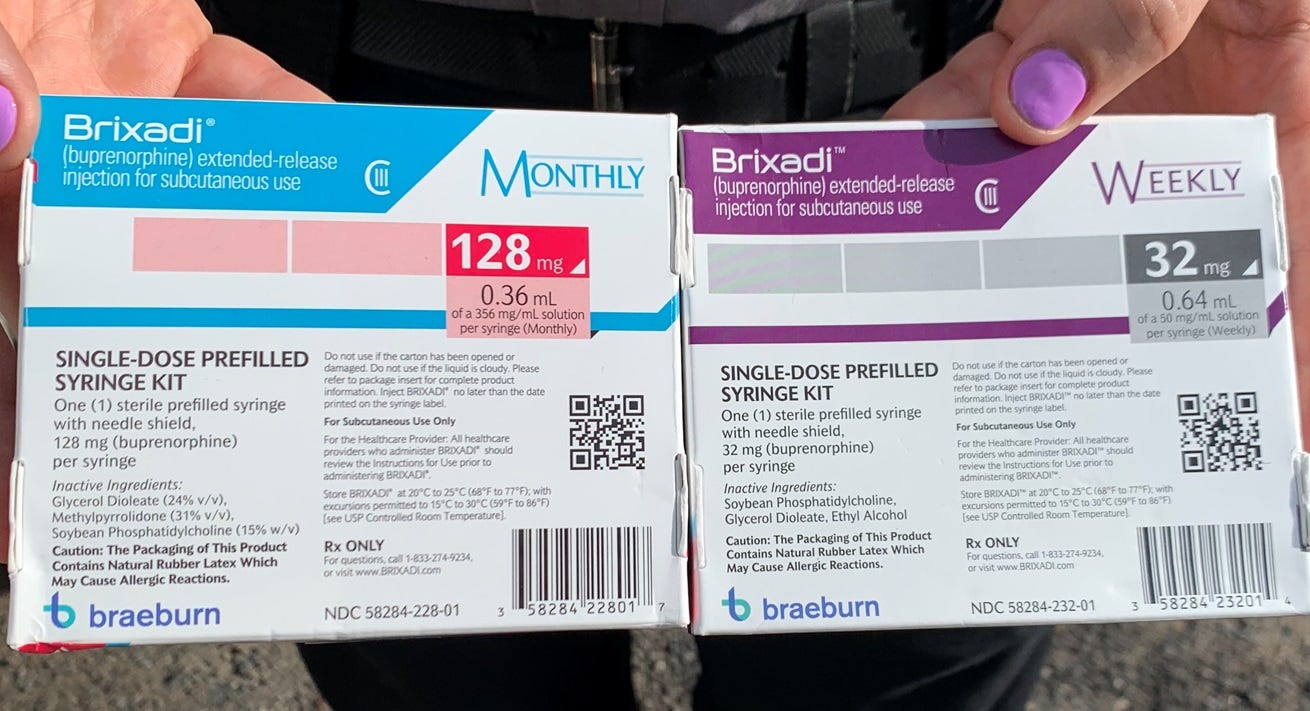 Brixadi®
(buprenorphine) extended-release
injection for subcutaneous use
CIII
MONTHLY
128 mg
0.36 mL
of a 356 mg/mL solution
per syringe (Monthly)
SINGLE-DOSE PREFILLED
SYRINGE KIT
One (1) sterile prefilled syringe
with needle shield,
128 mg (buprenorphine)
per syringe
Inactive Ingredients:
Glycerol Dioleate (24% v/v),
Methylpyrrolidone (31% v/v),
Soybean Phosphatidylcholine (15% w/v)
Caution: The Packaging of This Product
Contains Natural Rubber Latex Which
May Cause Allergic Reactions.
braeburn
Do not use if the carton has been opened or
damaged. Do not use if the liquid is cloudy. Please
refer to package insert for complete product
information. Inject BRIXADI® no later than the date
printed on the syringe label.
For Subcutaneous Use Only
For the Healthcare Provider: All healthcare
providers who administer BRIXADI® should
review the Instructions for Use prior to
administering BRIXADI®.
Store BRIXADI® at 20°C to 25°C (68°F to 77°F); with
excursions permitted to 15°C to 30°C (59°F to 86°F)
[see USP Controlled Room Temperature].
Rx ONLY
For questions, call 1-833-274-9234,
or visit www.BRIXADI.com
NDC 58284-228-01
3 58284 22801 7
Brixadi™
(buprenorphine) extended-release
injection for subcutaneous use
CIII
WEEKLY
32 mg
0.64 mL
of a 50 mg/mL solution
per syringe (Weekly)
SINGLE-DOSE PREFILLED
SYRINGE KIT
One (1) sterile prefilled syringe
with needle shield,
32 mg (buprenorphine)
per syringe
Inactive Ingredients:
Soybean Phosphatidylcholine,
Glycerol Dioleate, Ethyl Alcohol
Caution: The Packaging of This Product
Contains Natural Rubber Latex Which
May Cause Allergic Reactions.
braeburn
Do not use if the carton has been opened or
damaged. Do not use if the liquid is cloudy. Please
refer to package insert for complete product
information. Inject BRIXADI™ no later than the date
printed on the syringe label.
For Subcutaneous Use Only
For the Healthcare Provider: All healthcare
providers who administer BRIXADI™ should
review the Instructions for Use prior to
administering BRIXADI™.
Store BRIXADI™ at 20°C to 25°C (68°F to 77°F); with
excursions permitted to 15°C to 30°C (59°F to 86°F)
[see USP Controlled Room Temperature].
Rx ONLY
For questions, call 1-833-274-9234,
or visit www.BRIXADI.com
NDC 58284-232-01
3 58284 23201 4